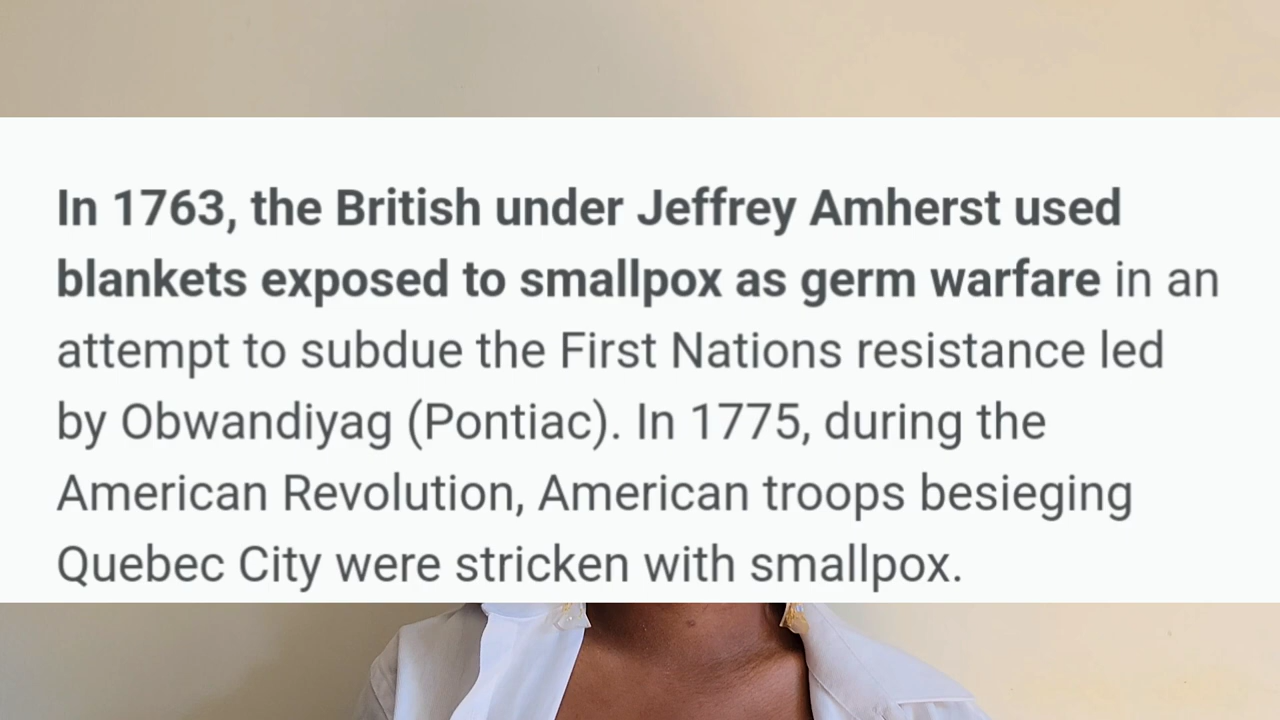 In 1763, the British under Jeffrey Amherst used
blankets exposed to smallpox as germ warfare in an
attempt to subdue the First Nations resistance led
by Obwandiyag (Pontiac). In 1775, during the
American Revolution, American troops besieging
Quebec City were stricken with smallpox.